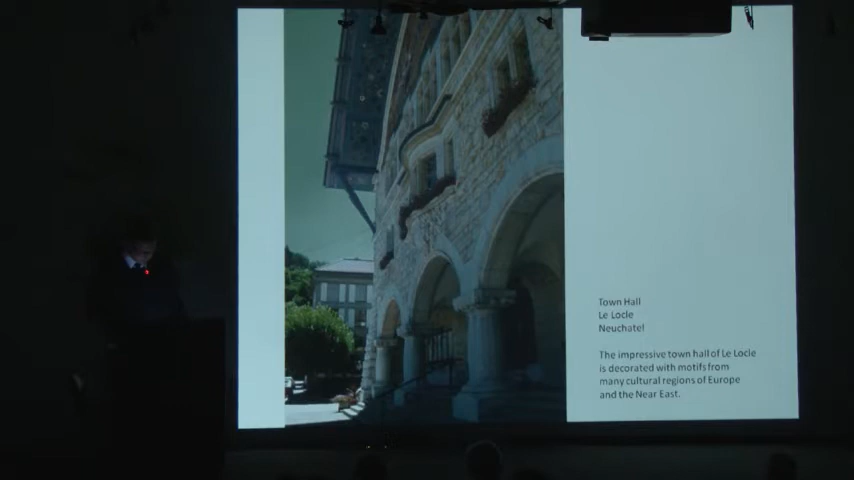 Town Hall
Le Locle
Neuchatel
The impressive town hall of Le Locle
is decorated with motifs from
many cultural regions of Europe
and the Near East.